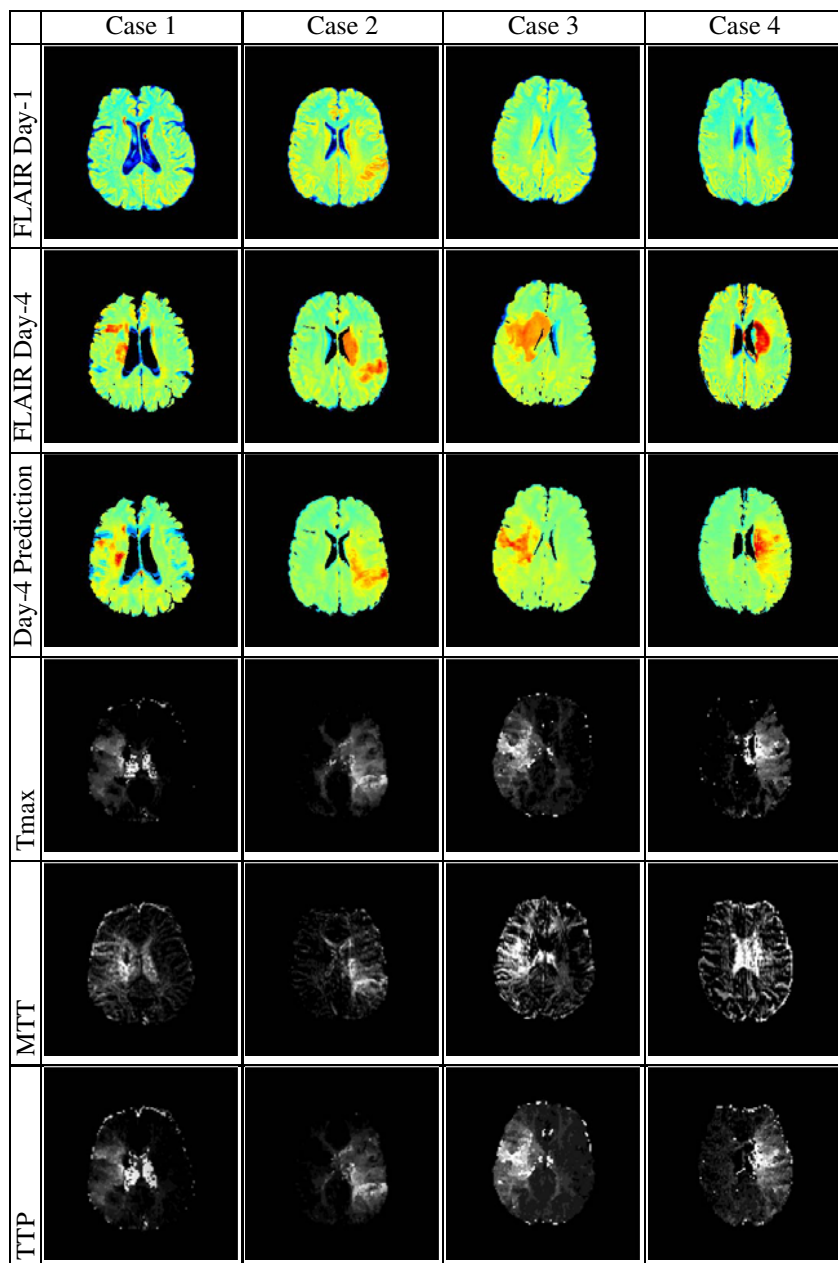 Case 1 Case 2 Case 3 Case 4
FLAIR Day-1
FLAIR Day-4
Day-4 Prediction
Tmax
MTT
TTP